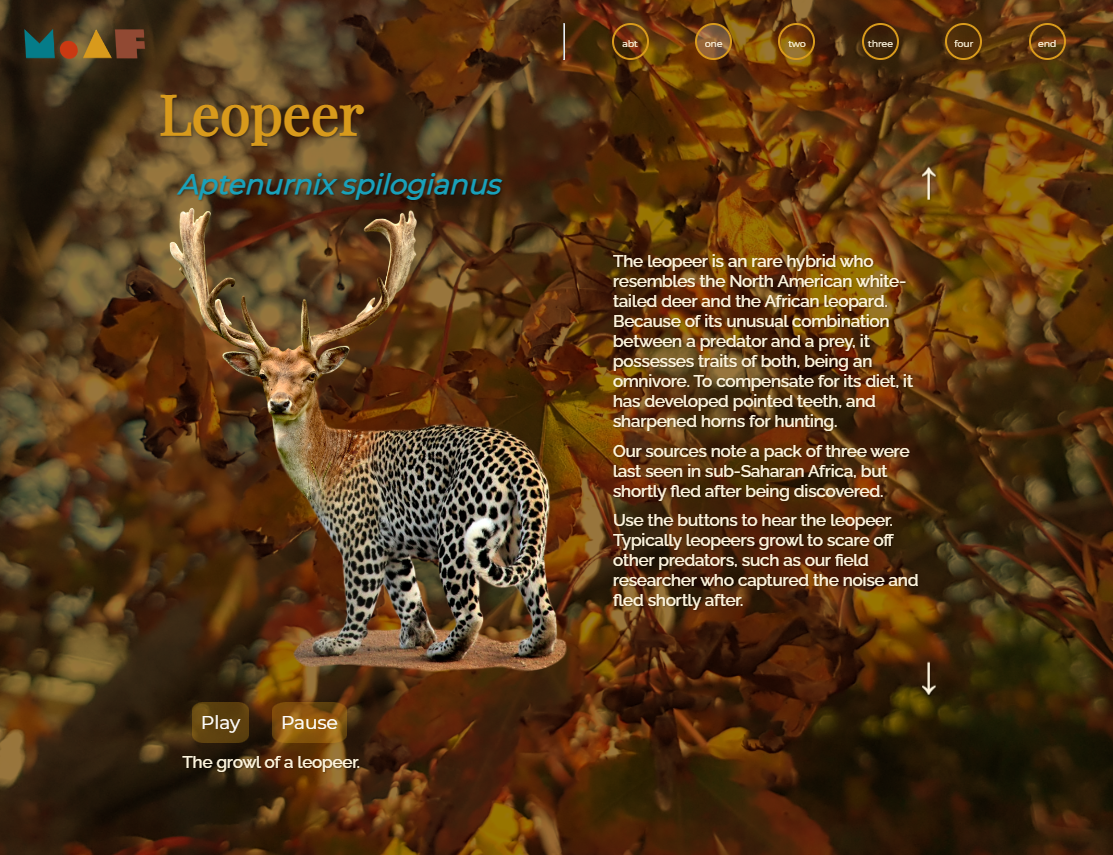 MoAF
abt
one
two
three
four
end
Leopeer
Aptenurnix spilogianus
The leopeer is an rare hybrid who
resembles the North American white-
tailed deer and the African leopard.
Because of its unusual combination
between a predator and a prey, it
possesses traits of both, being an
omnivore. To compensate for its diet, it
has developed pointed teeth, and
sharpened horns for hunting.
Our sources note a pack of three were
last seen in sub-Saharan Africa, but
shortly fled after being discovered.
Use the buttons to hear the leopeer.
Typically leopeers growl to scare off
other predators, such as our field
researcher who captured the noise and
fled shortly after.
Play
Pause
The growl of a leopeer.